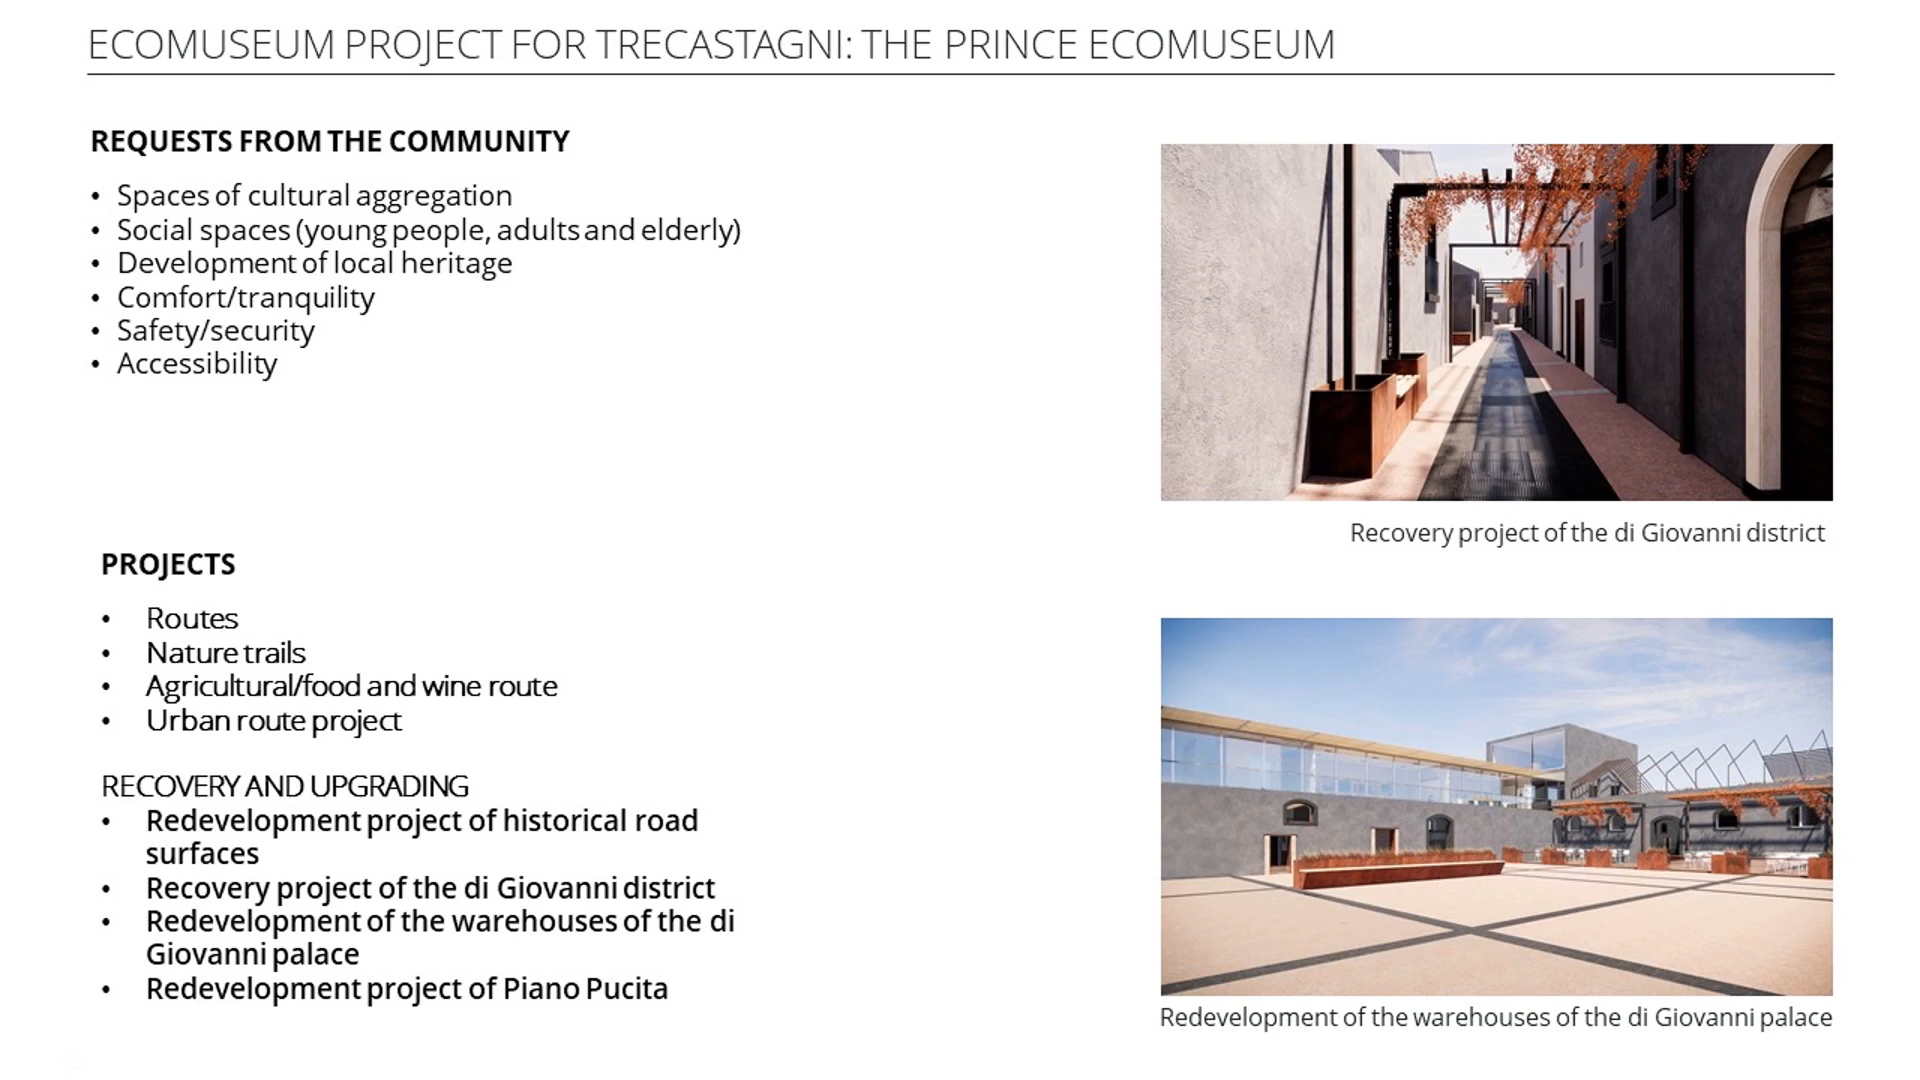 ECOMUSEUM PROJECT FOR TRECASTAGNI: THE PRINCE ECOMUSEUM
REQUESTS FROM THE COMMUNITY
• Spaces of cultural aggregation
• Social spaces (young people, adults and elderly)
• Development of local heritage
• Comfort/tranquility
• Safety/security
• Accessibility
Recovery project of the di Giovanni district
PROJECTS
• Routes
• Nature trails
• Agricultural/food and wine route
• Urban route project
RECOVERY AND UPGRADING
• Redevelopment project of historical road
surfaces
• Recovery project of the di Giovanni district
• Redevelopment of the warehouses of the di
Giovanni palace
• Redevelopment project of Piano Pucita
Redevelopment of the warehouses of the di Giovanni palace